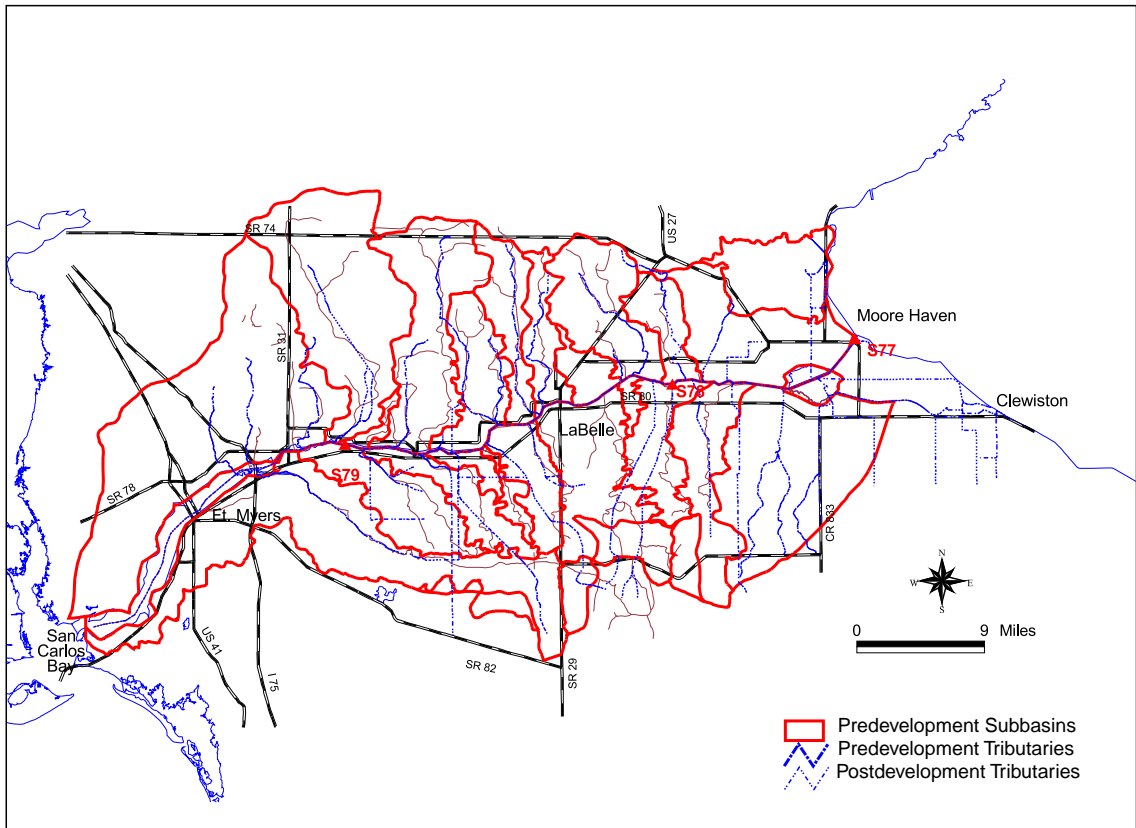 SR 74
US 27
SR 31
Moore Haven
S77
S78
SR 80
Clewiston
LaBelle
S79
SR 78
Ft. Myers
CR 833
N
W
E
S
San
Carlos
Bay
US 41
I 75
SR 82
SR 29
0 9 Miles
Predevelopment Subbasins
Predevelopment Tributaries
Postdevelopment Tributaries